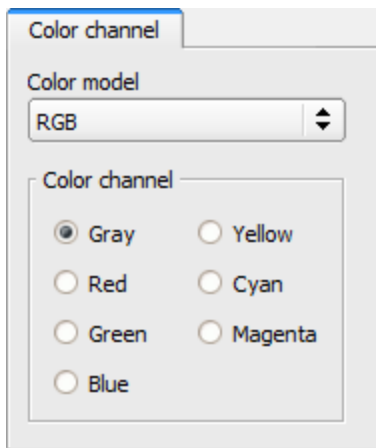 Color channel
Color model
RGB
Color channel
Gray Yellow
Red Cyan
Green Magenta
Blue